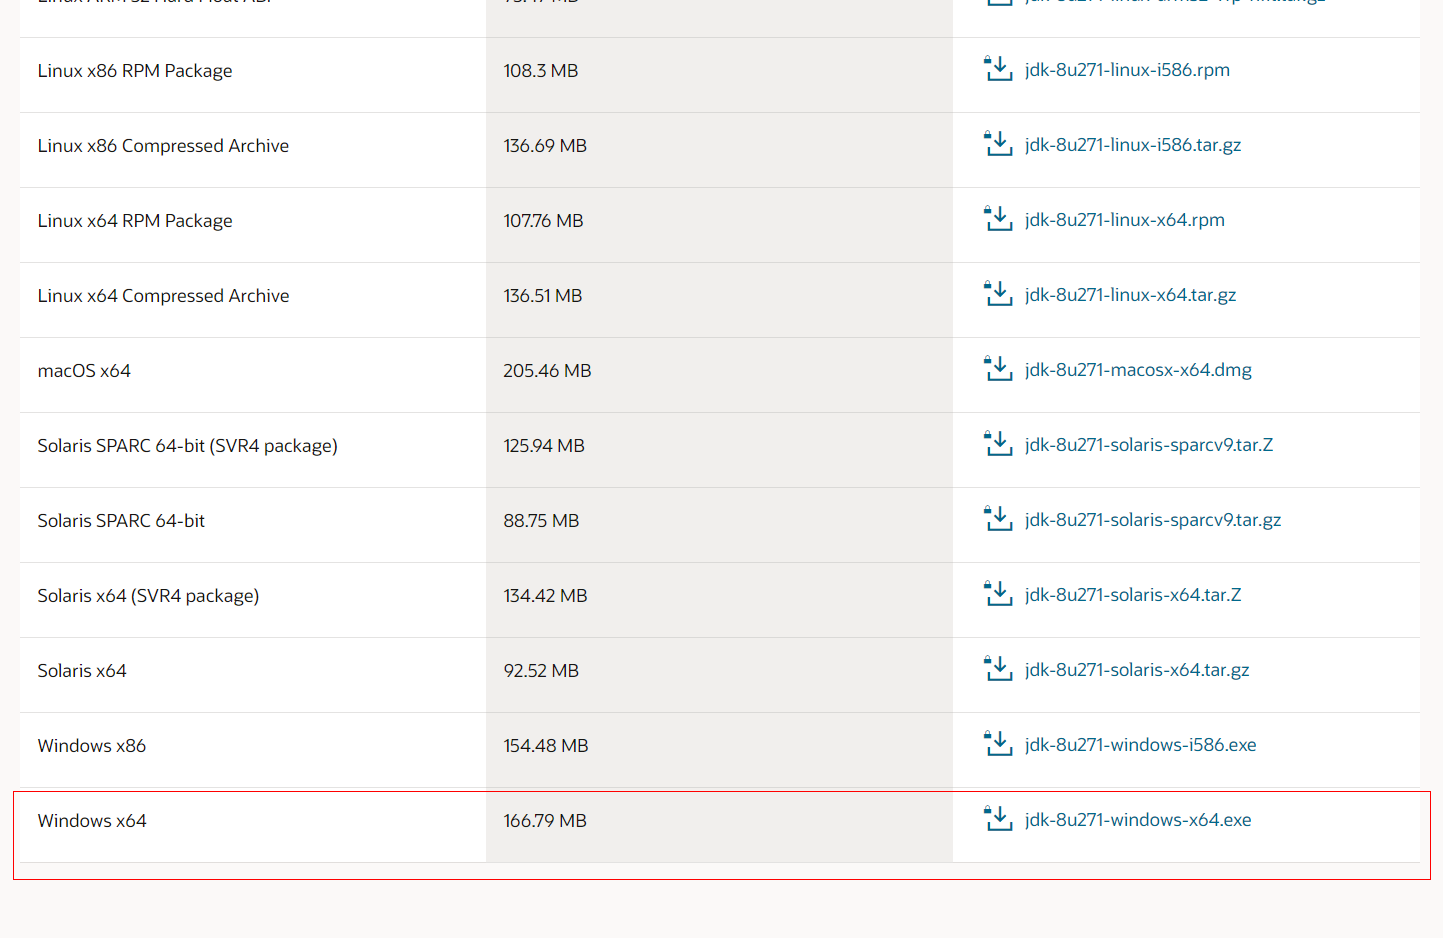 Linux x86 RPM Package 108.3 MB jdk-8u271-linux-i586.rpm
Linux x86 Compressed Archive 136.69 MB jdk-8u271-linux-i586.tar.gz
Linux x64 RPM Package 107.76 MB jdk-8u271-linux-x64.rpm
Linux x64 Compressed Archive 136.51 MB jdk-8u271-linux-x64.tar.gz
macOS x64 205.46 MB jdk-8u271-macosx-x64.dmg
Solaris SPARC 64-bit (SVR4 package) 125.94 MB jdk-8u271-solaris-sparcv9.tar.Z
Solaris SPARC 64-bit 88.75 MB jdk-8u271-solaris-sparcv9.tar.gz
Solaris x64 (SVR4 package) 134.42 MB jdk-8u271-solaris-x64.tar.Z
Solaris x64 92.52 MB jdk-8u271-solaris-x64.tar.gz
Windows x86 154.48 MB jdk-8u271-windows-i586.exe
Windows x64 166.79 MB jdk-8u271-windows-x64.exe